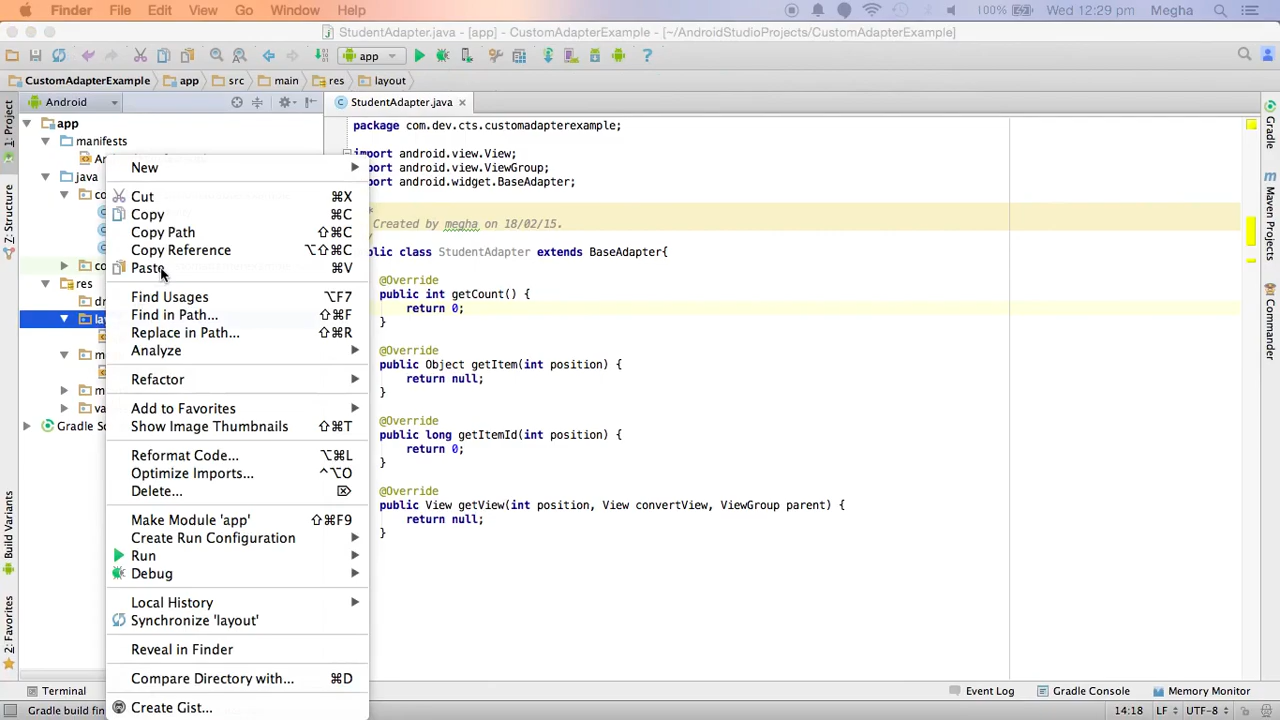 Finder File Edit View Go Window Help 100% Wed 12:29 pm Megha
StudentAdapter.java - [app] - CustomAdapterExample - [~/AndroidStudioProjects/CustomAdapterExample]
app
CustomAdapterExample app src main res layout
Android StudentAdapter.java
1: Project
Z: Structure
Build Variants
2: Favorites
app
manifests
java
res
Gradle Sc
New
Cut ⌘X
Copy ⌘C
Copy Path ⇧⌘C
Copy Reference ⌥⇧⌘C
Paste ⌘V
Find Usages ⌥F7
Find in Path... ⇧⌘F
Replace in Path... ⇧⌘R
Analyze
Refactor
Add to Favorites
Show Image Thumbnails ⇧⌘T
Reformat Code... ⌥⌘L
Optimize Imports... ^⌥O
Delete... ⌦
Make Module 'app' ⇧⌘F9
Create Run Configuration
Run
Debug
Local History
Synchronize 'layout'
Reveal in Finder
Compare Directory with... ⌘D
Create Gist...
package com.dev.cts.customadapterexample;
import android.view.View;
import android.view.ViewGroup;
import android.widget.BaseAdapter;
*
Created by megha on 18/02/15.
/
blic class StudentAdapter extends BaseAdapter{
@Override
public int getCount() {
return 0;
}
@Override
public Object getItem(int position) {
return null;
}
@Override
public long getItemId(int position) {
return 0;
}
@Override
public View getView(int position, View convertView, ViewGroup parent) {
return null;
}
Gradle
Maven Projects
Commander
Terminal Event Log Gradle Console Memory Monitor
Gradle build fin 14:18 LF UTF-8